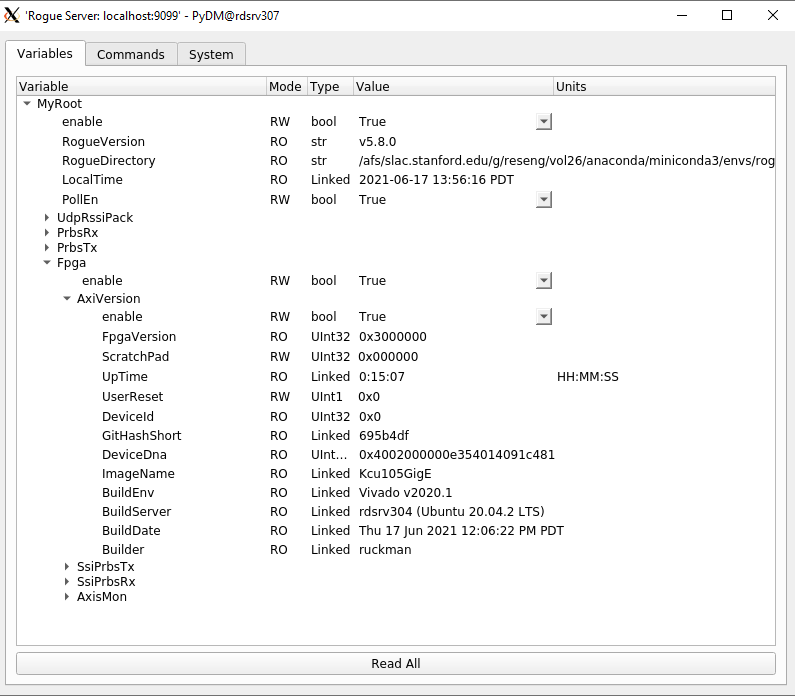 'Rogue Server: localhost:9099' - PyDM@rdsrv307
Variables Commands System
Variable Mode Type Value Units
MyRoot
enable RW bool True
RogueVersion RO str v5.8.0
RogueDirectory RO str /afs/slac.stanford.edu/g/reseng/vol26/anaconda/miniconda3/envs/rog
LocalTime RO Linked 2021-06-17 13:56:16 PDT
PollEn RW bool True
UdpRssiPack
PrbsRx
PrbsTx
Fpga
enable RW bool True
AxiVersion
enable RW bool True
FpgaVersion RO UInt32 0x3000000
ScratchPad RW UInt32 0x000000
UpTime RO Linked 0:15:07 HH:MM:SS
UserReset RW UInt1 0x0
DeviceId RO UInt32 0x0
GitHashShort RO Linked 695b4df
DeviceDna RO UInt... 0x4002000000e354014091c481
ImageName RO Linked Kcu105GigE
BuildEnv RO Linked Vivado v2020.1
BuildServer RO Linked rdsrv304 (Ubuntu 20.04.2 LTS)
BuildDate RO Linked Thu 17 Jun 2021 12:06:22 PM PDT
Builder RO Linked ruckman
SsiPrbsTx
SsiPrbsRx
AxisMon
Read All